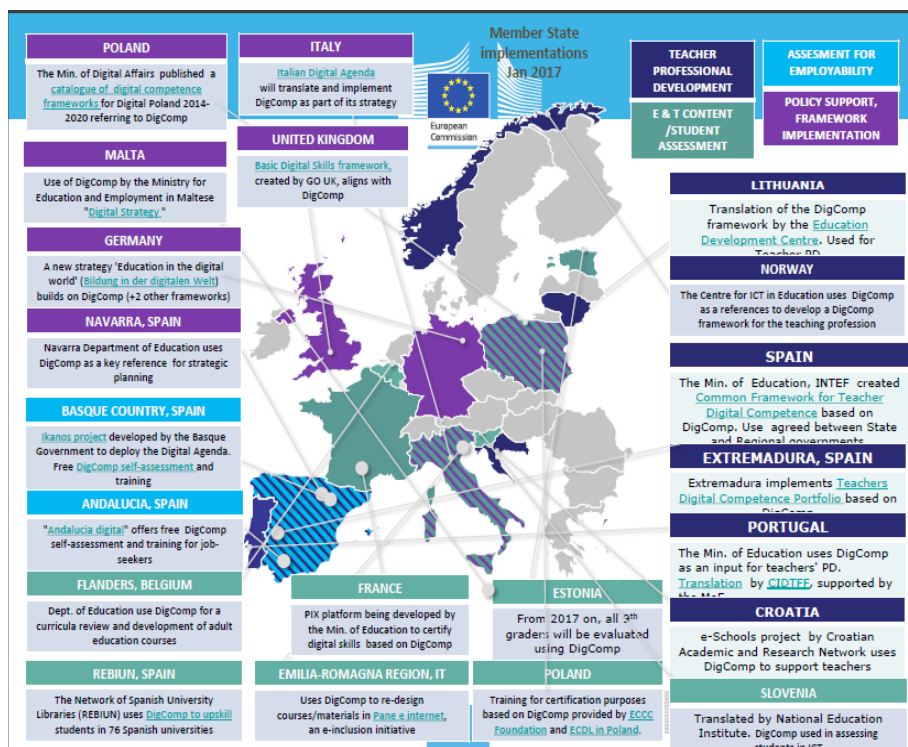 Member State
implementations
Jan 2017
European
Commission
TEACHER
PROFESSIONAL
DEVELOPMENT
ASSESMENT FOR
EMPLOYABILITY
E & T CONTENT
/STUDENT
ASSESSMENT
POLICY SUPPORT,
FRAMEWORK
IMPLEMENTATION
POLAND
The Min. of Digital Affairs published a
catalogue of digital competence
frameworks for Digital Poland 2014-
2020 referring to DigComp
ITALY
Italian Digital Agenda
will translate and implement
DigComp as part of its strategy
UNITED KINGDOM
Basic Digital Skills framework,
created by GO UK, aligns with
DigComp
MALTA
Use of DigComp by the Ministry for
Education and Employment in Maltese
"Digital Strategy "
GERMANY
A new strategy 'Education in the digital
world' (Bildung in der digitalen Welt)
builds on DigComp (+2 other frameworks)
NAVARRA, SPAIN
Navarra Department of Education uses
DigComp as a key reference for strategic
planning
BASQUE COUNTRY, SPAIN
Ikanos project developed by the Basque
Government to deploy the Digital Agenda.
Free DigComp self-assessment and
training
ANDALUCIA, SPAIN
"Andalucia digital" offers free DigComp
self-assessment and training for job-
seekers
FLANDERS, BELGIUM
Dept. of Education use DigComp for a
curricula review and development of adult
education courses
REBIUN, SPAIN
The Network of Spanish University
Libraries (REBIUN) uses DigComp to upskill
students in 76 Spanish universities
FRANCE
PIX platform being developed by
the Min. of Education to certify
digital skills based on DigComp
EMILIA-ROMAGNA REGION, IT
Uses DigComp to re-design
courses/materials in Pane e internet,
an e-inclusion initiative
ESTONIA
From 2017 on, all 3th
graders will be evaluated
using DigComp
POLAND
Training for certification purposes
based on DigComp provided by ECCC
Foundation and ECDL in Poland.
LITHUANIA
Translation of the DigComp
framework by the Education
Development Centre. Used for
Teacher PD
NORWAY
The Centre for ICT in Education uses DigComp
as a references to develop a DigComp
framework for the teaching profession
SPAIN
The Min. of Education, INTEF created
Common Framework for Teacher
Digital Competence based on
DigComp. Use agreed between State
and Regional governments
EXTREMADURA, SPAIN
Extremadura implements Teachers
Digital Competence Portfolio based on
DigComp
PORTUGAL
The Min. of Education uses DigComp
as an input for teachers' PD.
Translation by CIDTFF, supported by
the MoE
CROATIA
e-Schools project by Croatian
Academic and Research Network uses
DigComp to support teachers
SLOVENIA
Translated by National Education
Institute. DigComp used in assessing
students in ICT